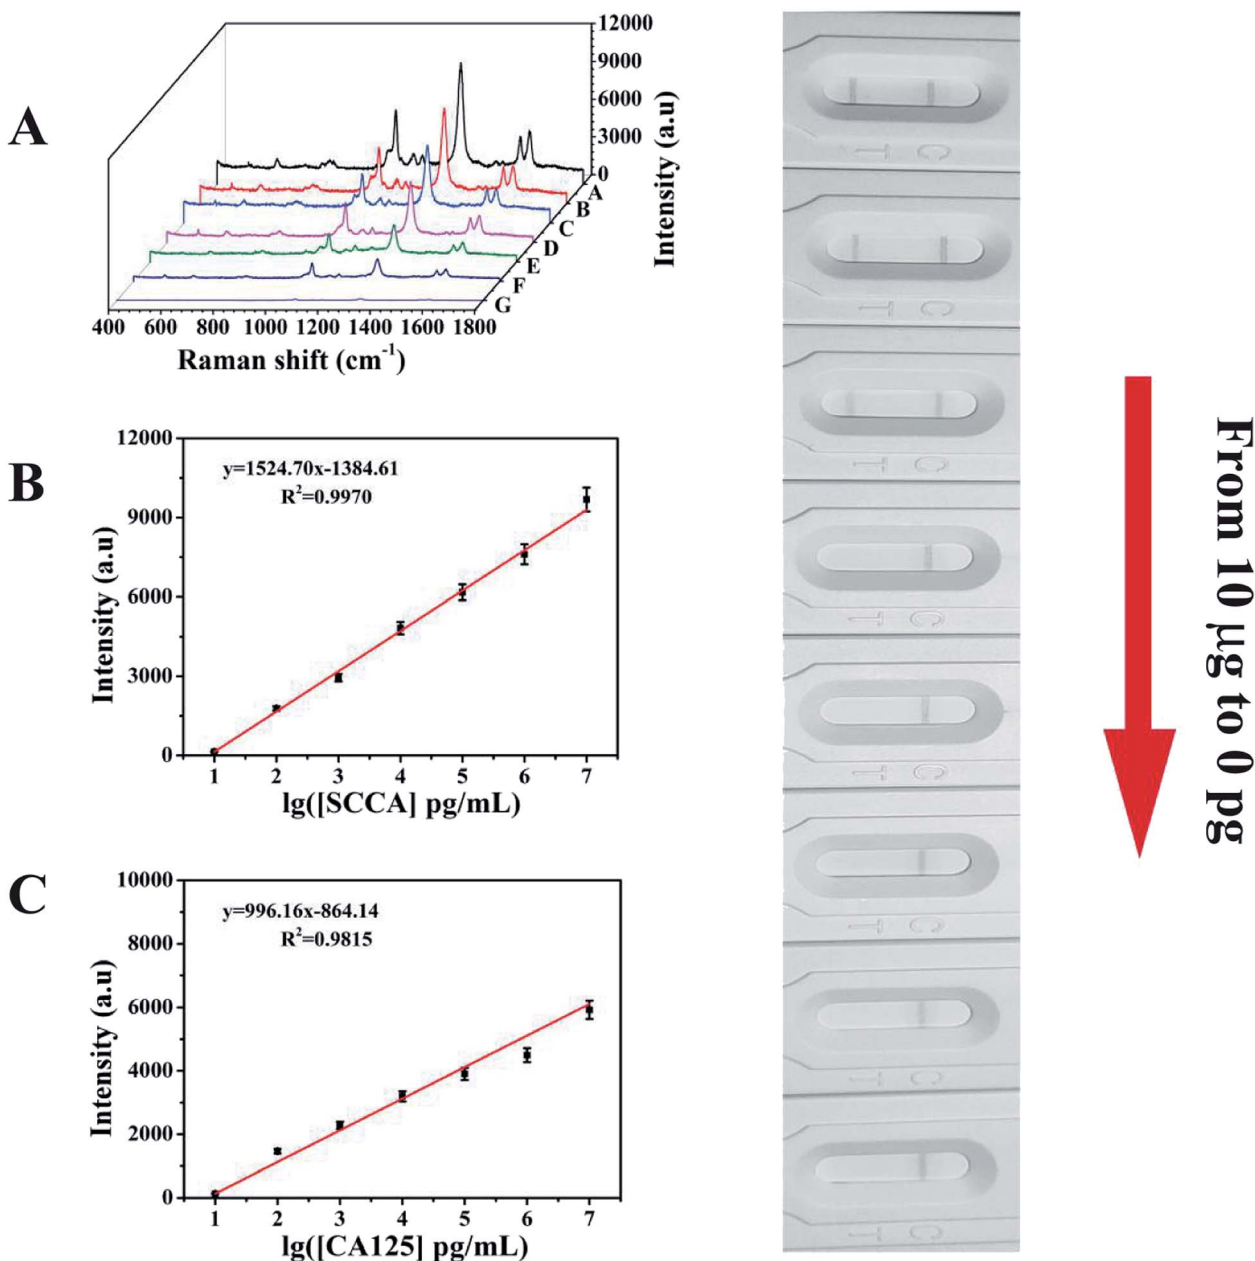 A
12000
9000
6000
3000
0
Intensity (a.u)
A
B
C
D
E
F
G
400 600 800 1000 1200 1400 1600 1800
Raman shift (cm⁻¹)
B
12000
9000
6000
3000
0
Intensity (a.u)
y=1524.70x-1384.61
R²=0.9970
1 2 3 4 5 6 7
lg([SCCA] pg/mL)
C
10000
8000
6000
4000
2000
0
Intensity (a.u)
y=996.16x-864.14
R²=0.9815
1 2 3 4 5 6 7
lg([CA125] pg/mL)
T C
T C
T C
T C
T C
T C
T C
T C
From 10 μg to 0 pg